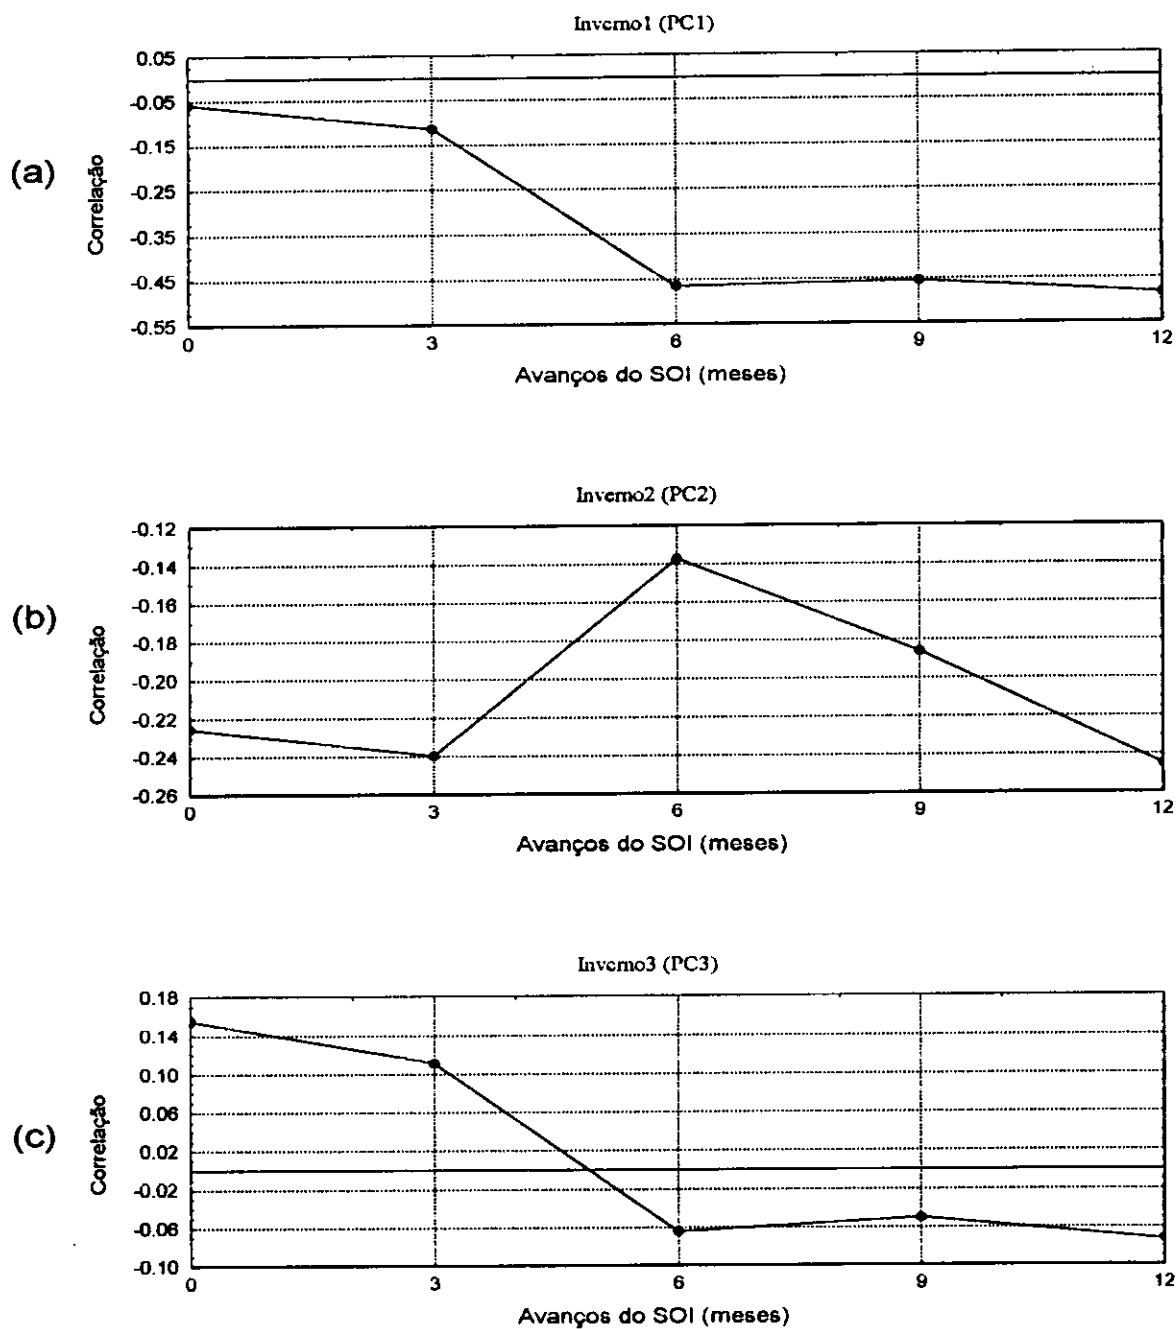 Inverno1 (PC1)
0.05
-0.05
-0.15
-0.25
-0.35
-0.45
-0.55
(a)
Correlação
0 3 6 9 12
Avanços do SOI (meses)
Inverno2 (PC2)
-0.12
-0.14
-0.16
-0.18
-0.20
-0.22
-0.24
-0.26
(b)
Correlação
0 3 6 9 12
Avanços do SOI (meses)
Inverno3 (PC3)
0.18
0.14
0.10
0.06
0.02
-0.02
-0.06
-0.10
(c)
Correlação
0 3 6 9 12
Avanços do SOI (meses)